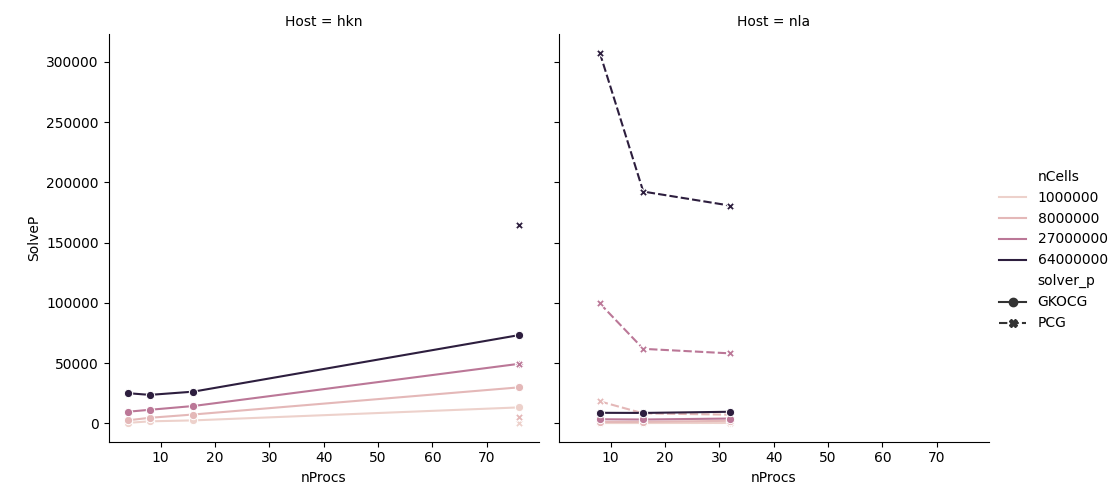 Host = hkn
Host = nla
300000
250000
200000
150000
100000
50000
0
SolveP
10 20 30 40 50 60 70
nProcs
10 20 30 40 50 60 70
nProcs
nCells
1000000
8000000
27000000
64000000
solver_p
GKOCG
PCG